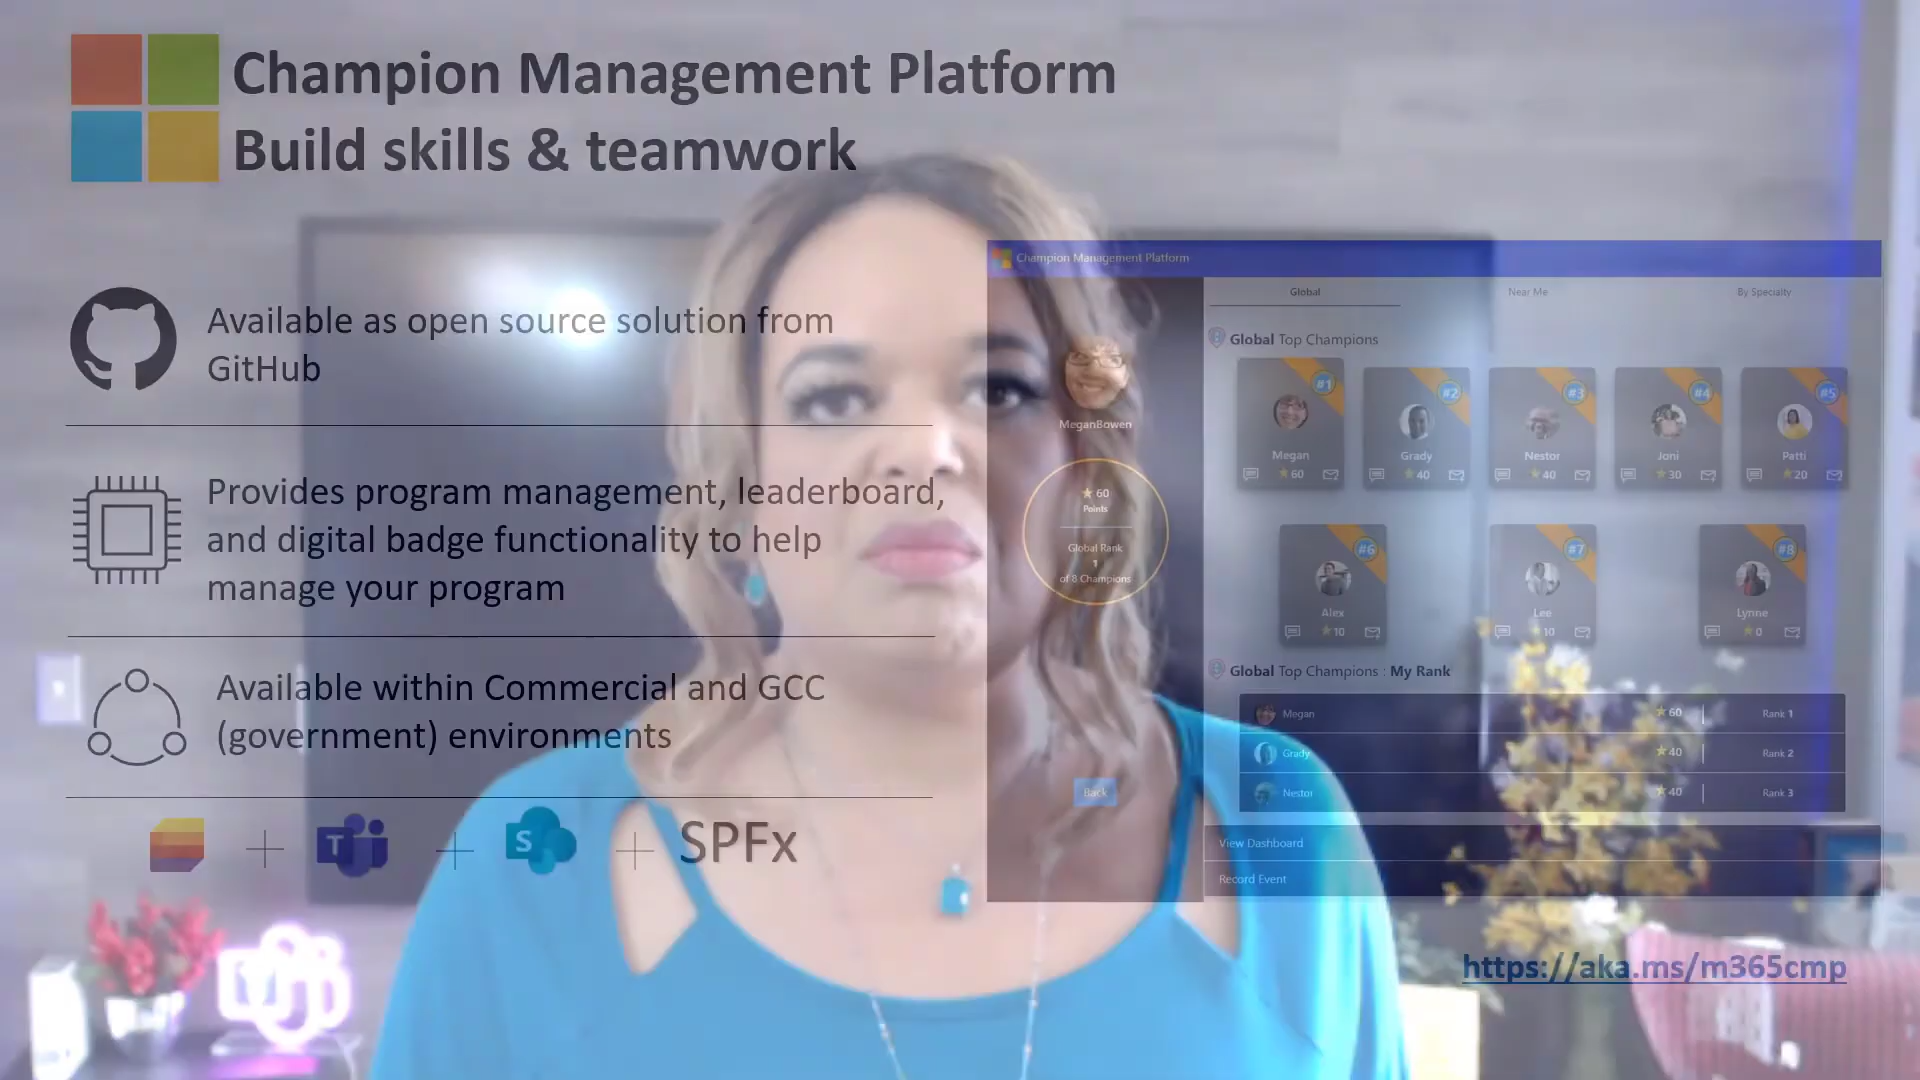 Champion Management Platform
Build skills & teamwork
Available as open source solution from
GitHub
Provides program management, leaderboard,
and digital badge functionality to help
manage your program
Available within Commercial and GCC
(government) environments
T
S
SPFx
Champion Management Platform
MeganBowen
60
Points
Global Rank
1
of 8 Champions
Back
Global
Near Me
By Specialty
Global Top Champions
#1
#2
#3
#4
#5
Megan
Grady
Nestor
Joni
Patti
60
40
40
30
20
#6
#7
#8
Alex
Lee
Lynne
10
10
0
Global Top Champions : My Rank
Megan 60 Rank 1
Grady 40 Rank 2
Nestor 40 Rank 3
View Dashboard
Record Event
https://aka.ms/m365cmp